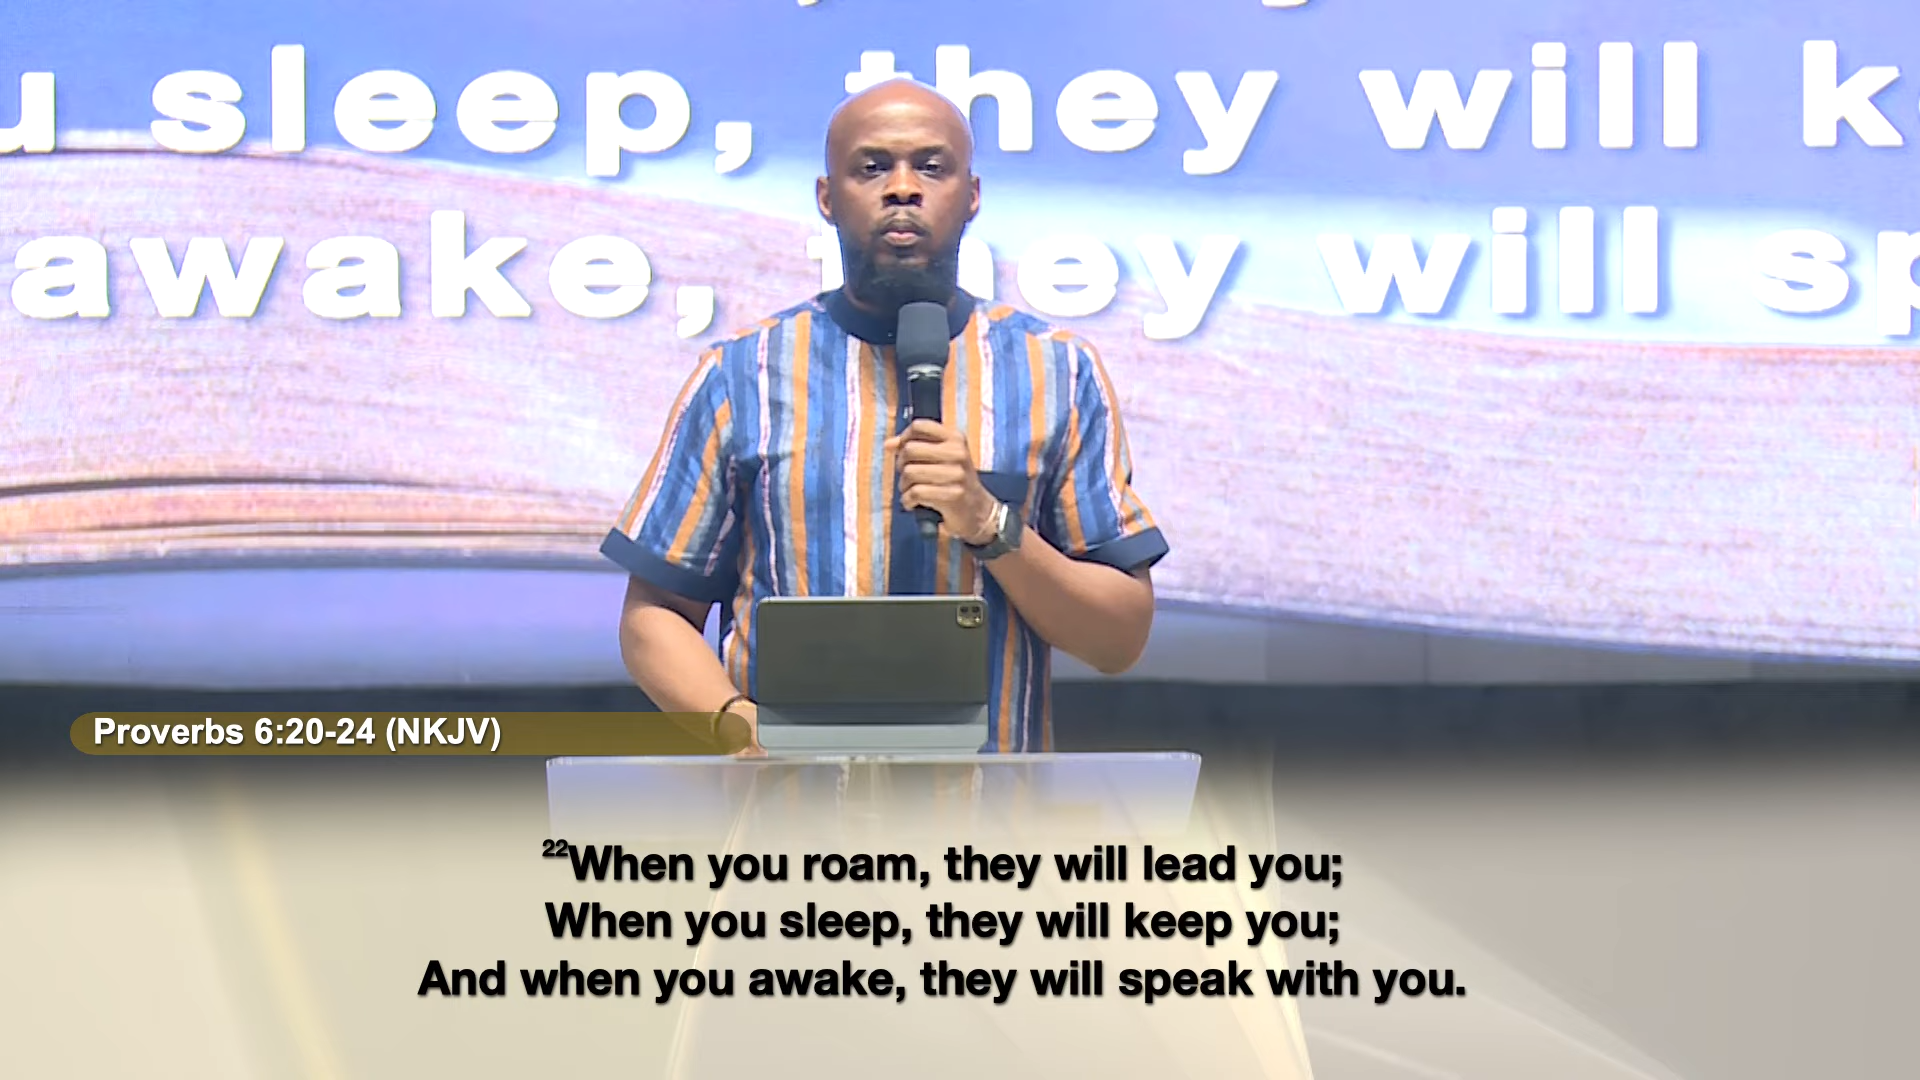 u sleep, they will k
awake, they will sp
Proverbs 6:20-24 (NKJV)
22When you roam, they will lead you;
When you sleep, they will keep you;
And when you awake, they will speak with you.